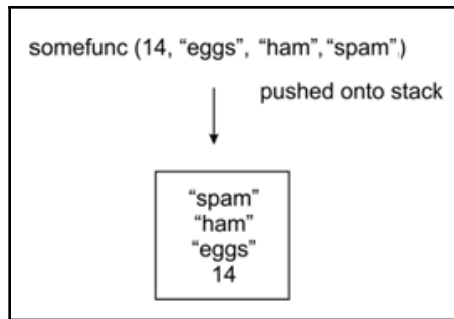 somefunc (14, “eggs”, “ham”,“spam”)
pushed onto stack
“spam”
“ham”
“eggs”
14